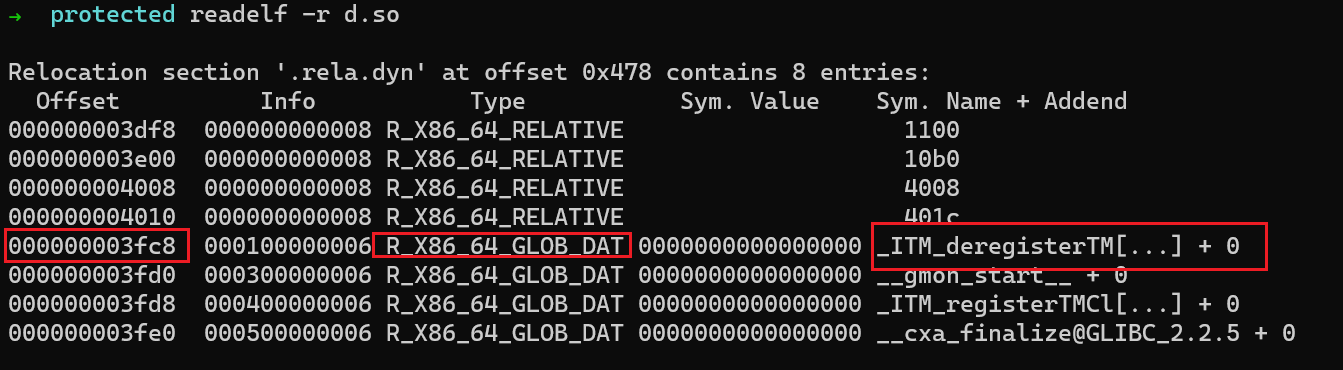 → protected readelf -r d.so
Relocation section '.rela.dyn' at offset 0x478 contains 8 entries:
Offset Info Type Sym. Value Sym. Name + Addend
000000003df8 000000000008 R_X86_64_RELATIVE 1100
000000003e00 000000000008 R_X86_64_RELATIVE 10b0
000000004008 000000000008 R_X86_64_RELATIVE 4008
000000004010 000000000008 R_X86_64_RELATIVE 401c
000000003fc8 000100000006 R_X86_64_GLOB_DAT 0000000000000000 _ITM_deregisterTM[...] + 0
000000003fd0 000300000006 R_X86_64_GLOB_DAT 0000000000000000 __gmon_start__ + 0
000000003fd8 000400000006 R_X86_64_GLOB_DAT 0000000000000000 _ITM_registerTMCl[...] + 0
000000003fe0 000500000006 R_X86_64_GLOB_DAT 0000000000000000 __cxa_finalize@GLIBC_2.2.5 + 0